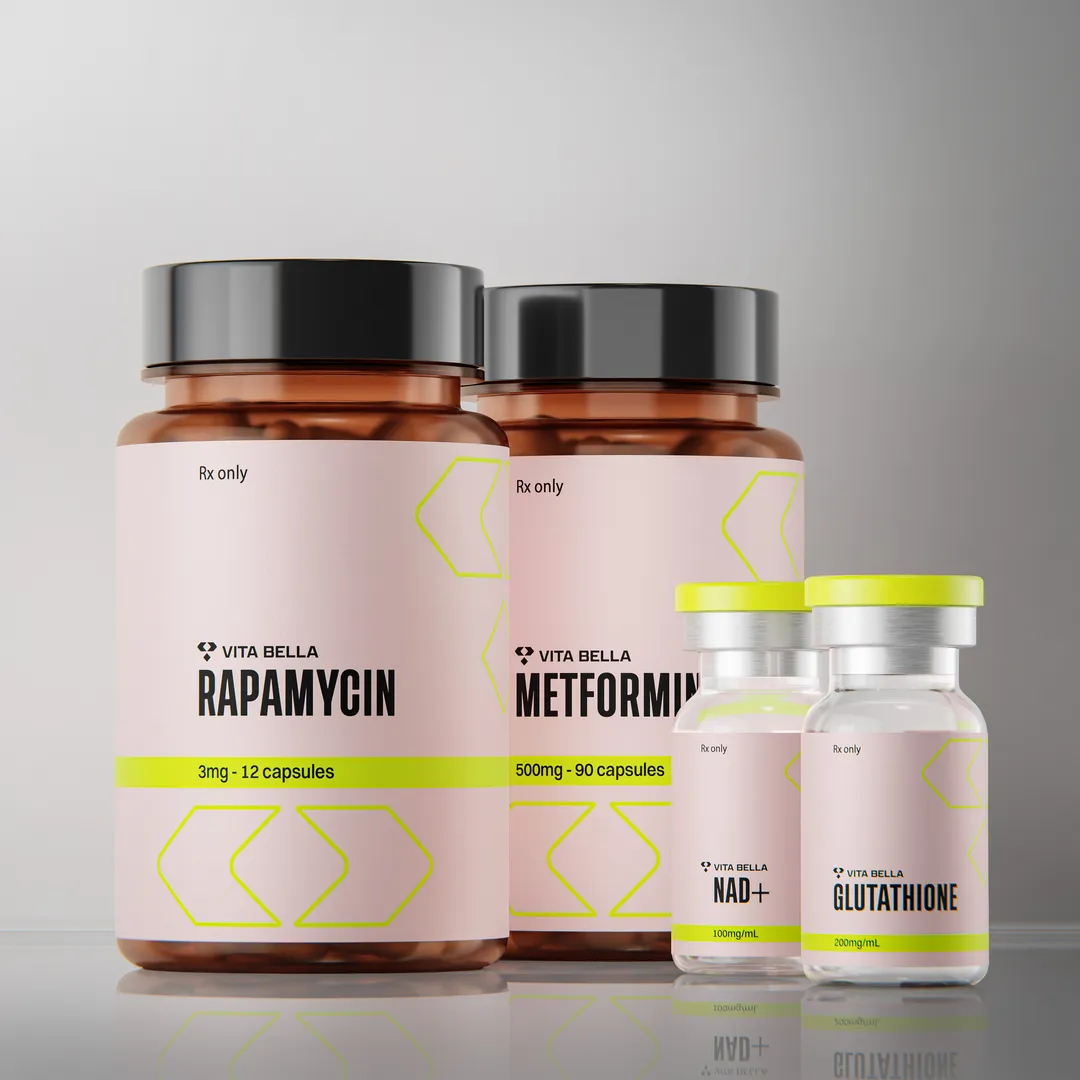 Rx only
VITA BELLA
RAPAMYCIN
3mg - 12 capsules
Rx only
VITA BELLA
METFORMIN
500mg - 90 capsules
Rx only
VITA BELLA
NAD+
100mg/mL
Rx only
VITA BELLA
GLUTATHIONE
200mg/mL